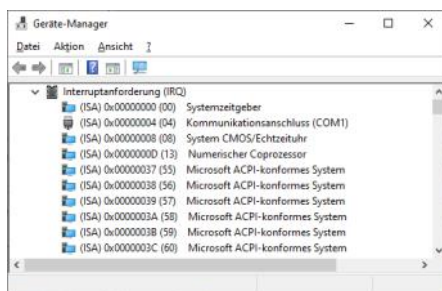 Geräte-Manager
Datei Aktion Ansicht ?
Interruptanforderung (IRQ)
(ISA) 0x00000000 (00) Systemzeitgeber
(ISA) 0x00000004 (04) Kommunikationsanschluss (COM1)
(ISA) 0x00000008 (08) System CMOS/Echtzeituhr
(ISA) 0x0000000D (13) Numerischer Coprozessor
(ISA) 0x00000037 (55) Microsoft ACPI-konformes System
(ISA) 0x00000038 (56) Microsoft ACPI-konformes System
(ISA) 0x00000039 (57) Microsoft ACPI-konformes System
(ISA) 0x0000003A (58) Microsoft ACPI-konformes System
(ISA) 0x0000003B (59) Microsoft ACPI-konformes System
(ISA) 0x0000003C (60) Microsoft ACPI-konformes System